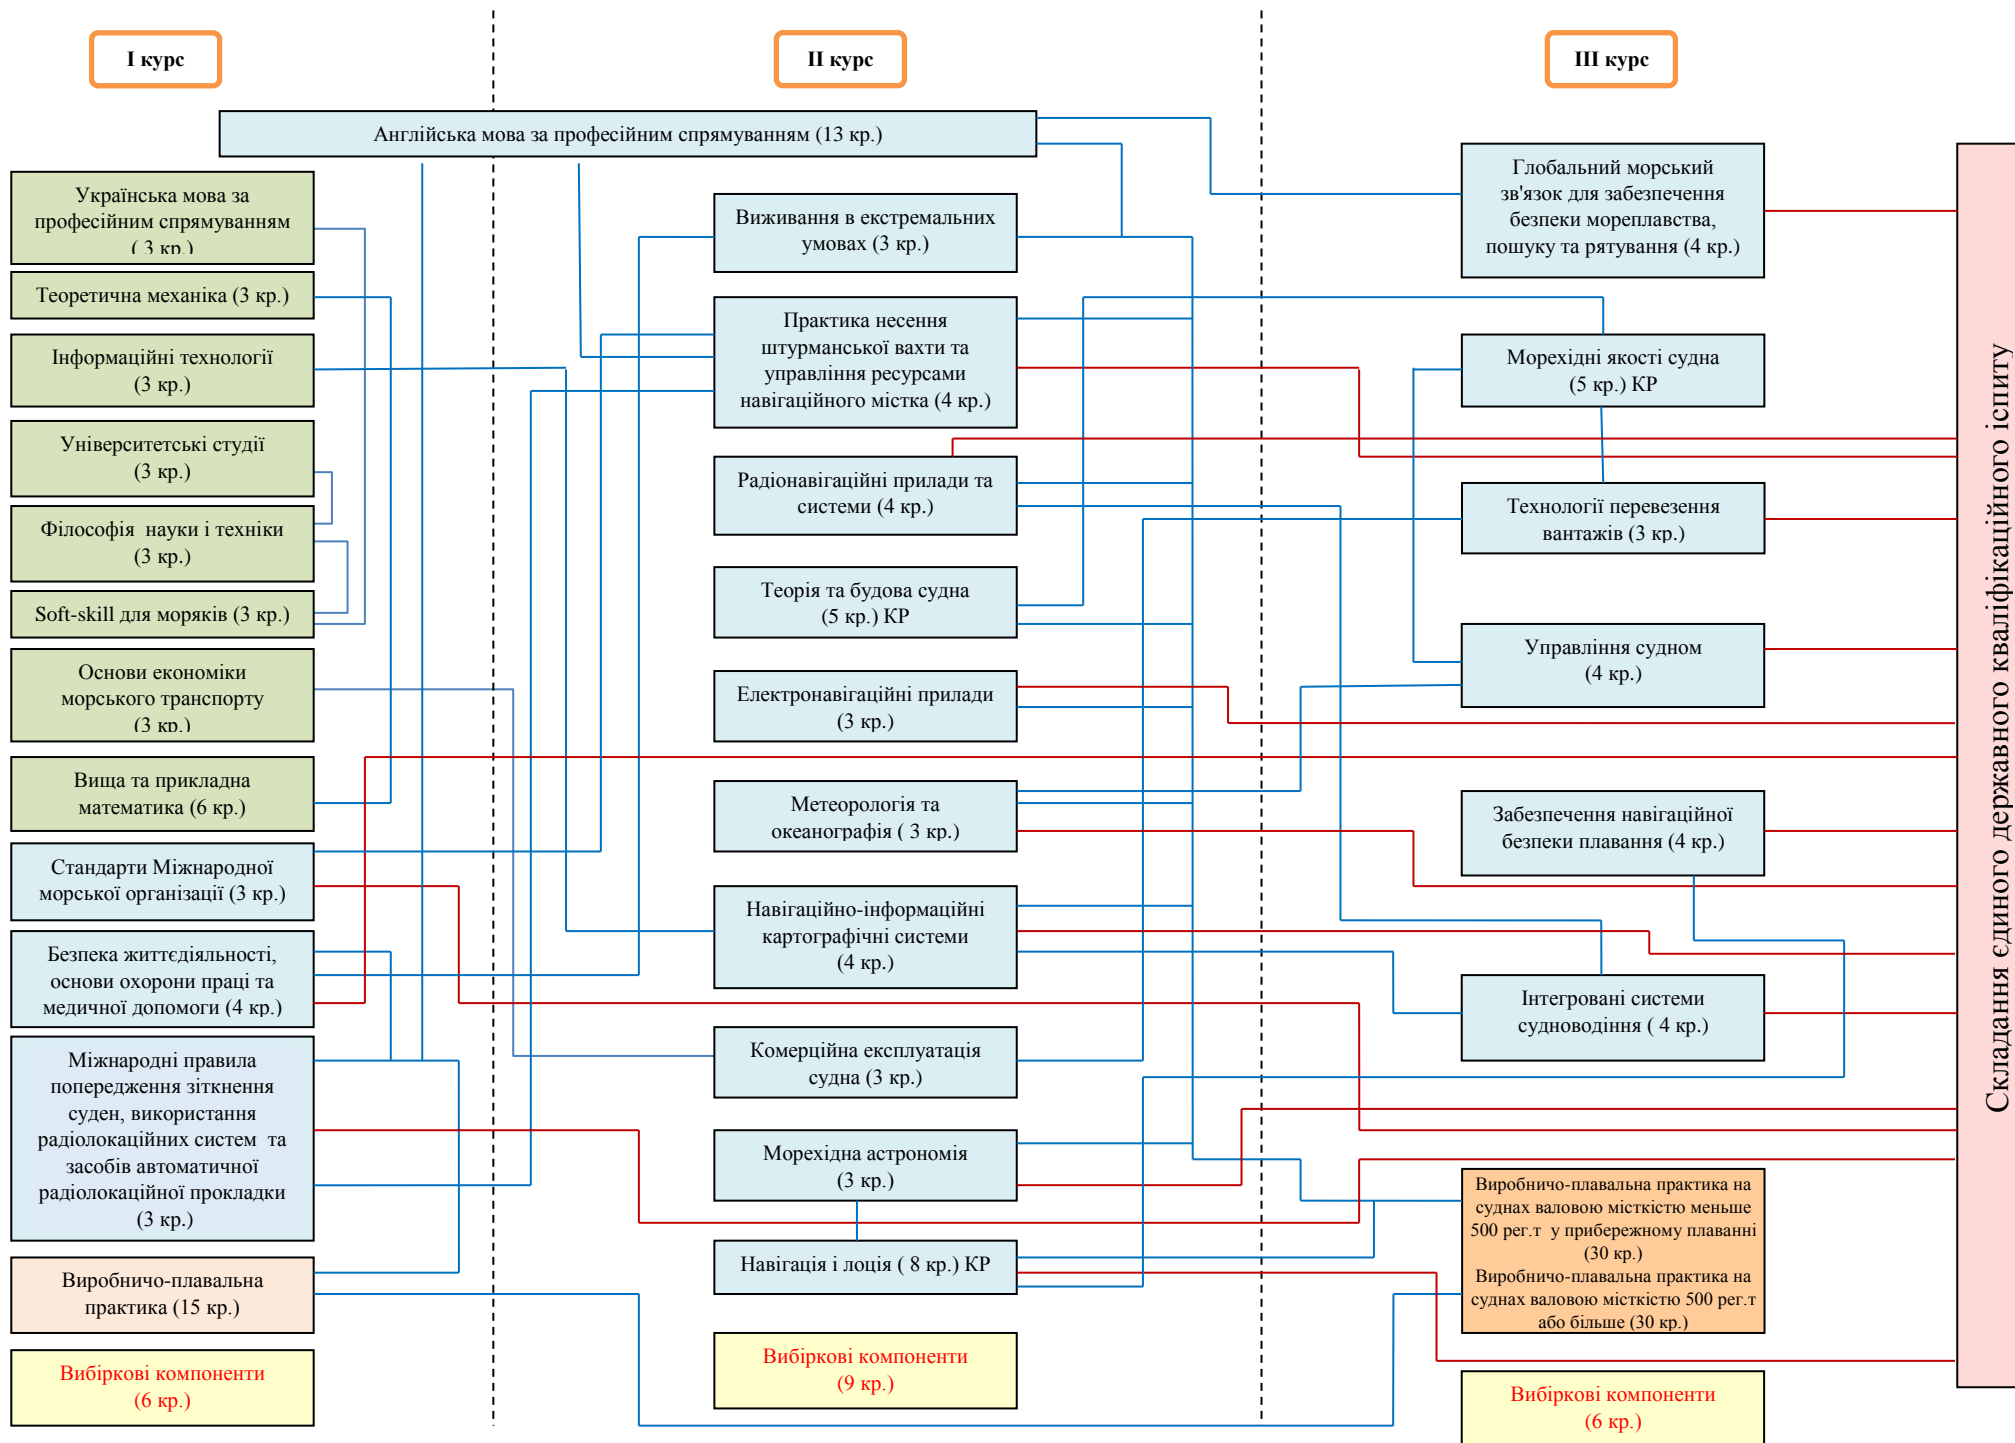 І курс
ІІ курс
ІІІ курс
Англійська мова за професійним спрямуванням (13 кр.)
Українська мова за
професійним спрямуванням
( 3 кр.)
Теоретична механіка (3 кр.)
Інформаційні технології
(3 кр.)
Університетські студії
(3 кр.)
Філософія науки і техніки
(3 кр.)
Soft-skill для моряків (3 кр.)
Основи економіки
морського транспорту
(3 кр.)
Вища та прикладна
математика (6 кр.)
Стандарти Міжнародної
морської організації (3 кр.)
Безпека життєдіяльності,
основи охорони праці та
медичної допомоги (4 кр.)
Міжнародні правила
попередження зіткнення
суден, використання
радіолокаційних систем та
засобів автоматичної
радіолокаційної прокладки
(3 кр.)
Виробничо-плавальна
практика (15 кр.)
Вибіркові компоненти
(6 кр.)
Виживання в екстремальних
умовах (3 кр.)
Практика несення
штурманської вахти та
управління ресурсами
навігаційного містка (4 кр.)
Радіонавігаційні прилади та
системи (4 кр.)
Теорія та будова судна
(5 кр.) КР
Електронавігаційні прилади
(3 кр.)
Метеорологія та
океанографія ( 3 кр.)
Навігаційно-інформаційні
картографічні системи
(4 кр.)
Комерційна експлуатація
судна (3 кр.)
Морехідна астрономія
(3 кр.)
Навігація і лоція ( 8 кр.) КР
Вибіркові компоненти
(9 кр.)
Глобальний морський
зв'язок для забезпечення
безпеки мореплавства,
пошуку та рятування (4 кр.)
Морехідні якості судна
(5 кр.) КР
Технології перевезення
вантажів (3 кр.)
Управління судном
(4 кр.)
Забезпечення навігаційної
безпеки плавання (4 кр.)
Інтегровані системи
судноводіння ( 4 кр.)
Виробничо-плавальна практика на
суднах валовою місткістю меньше
500 рег.т у прибережному плаванні
(30 кр.)
Виробничо-плавальна практика на
суднах валовою місткістю 500 рег.т
або більше (30 кр.)
Вибіркові компоненти
(6 кр.)
Складання єдиного державного кваліфікаційного іспиту